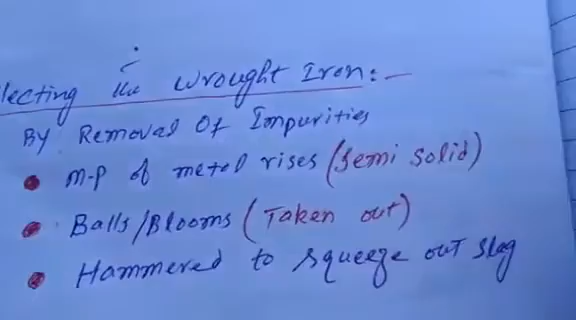 lecting the Wrought Iron:-
By Removal Of Impurities
• M.P of metal rises (semi solid)
• Balls/Blooms (Taken out)
• Hammered to squeeze out slag